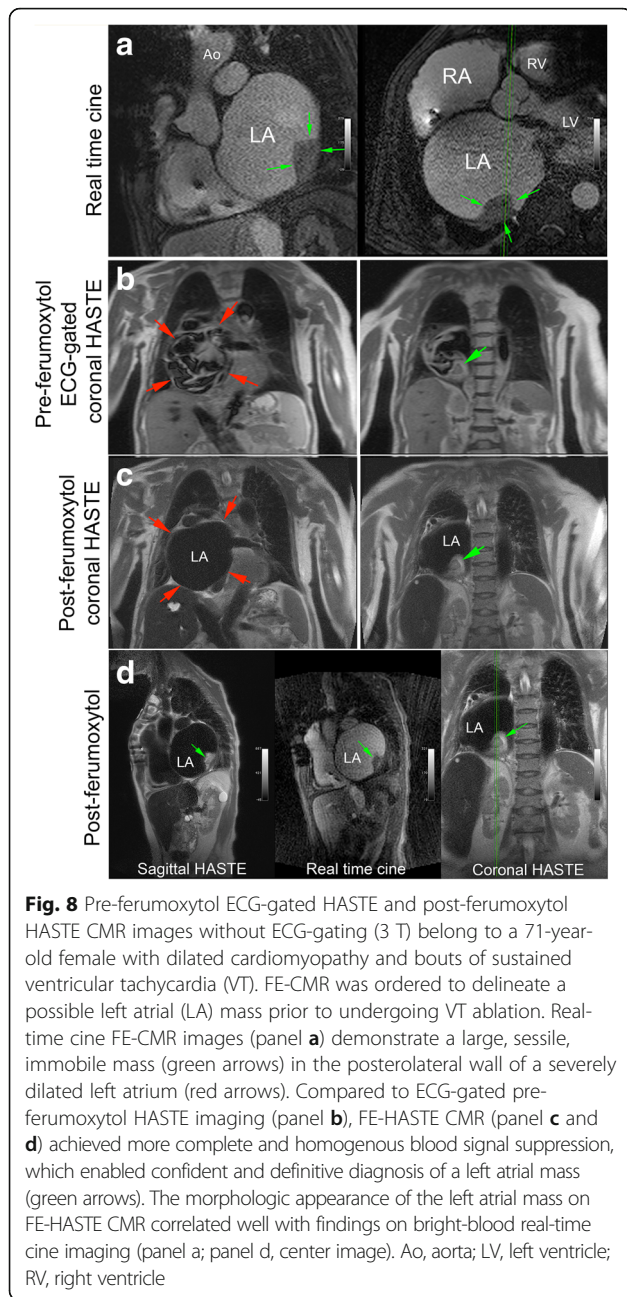 a
Real time cine
Ao
LA
RA
RV
LV
LA
b
Pre-ferumoxytol
ECG-gated
coronal HASTE
c
Post-ferumoxytol
coronal HASTE
LA
LA
d
Post-ferumoxytol
LA
LA
LA
Sagittal HASTE
Real time cine
Coronal HASTE
Fig. 8 Pre-ferumoxytol ECG-gated HASTE and post-ferumoxytol
HASTE CMR images without ECG-gating (3 T) belong to a 71-year-
old female with dilated cardiomyopathy and bouts of sustained
ventricular tachycardia (VT). FE-CMR was ordered to delineate a
possible left atrial (LA) mass prior to undergoing VT ablation. Real-
time cine FE-CMR images (panel a) demonstrate a large, sessile,
immobile mass (green arrows) in the posterolateral wall of a severely
dilated left atrium (red arrows). Compared to ECG-gated pre-
ferumoxytol HASTE imaging (panel b), FE-HASTE CMR (panel c and
d) achieved more complete and homogenous blood signal suppression,
which enabled confident and definitive diagnosis of a left atrial mass
(green arrows). The morphologic appearance of the left atrial mass on
FE-HASTE CMR correlated well with findings on bright-blood real-time
cine imaging (panel a; panel d, center image). Ao, aorta; LV, left ventricle;
RV, right ventricle